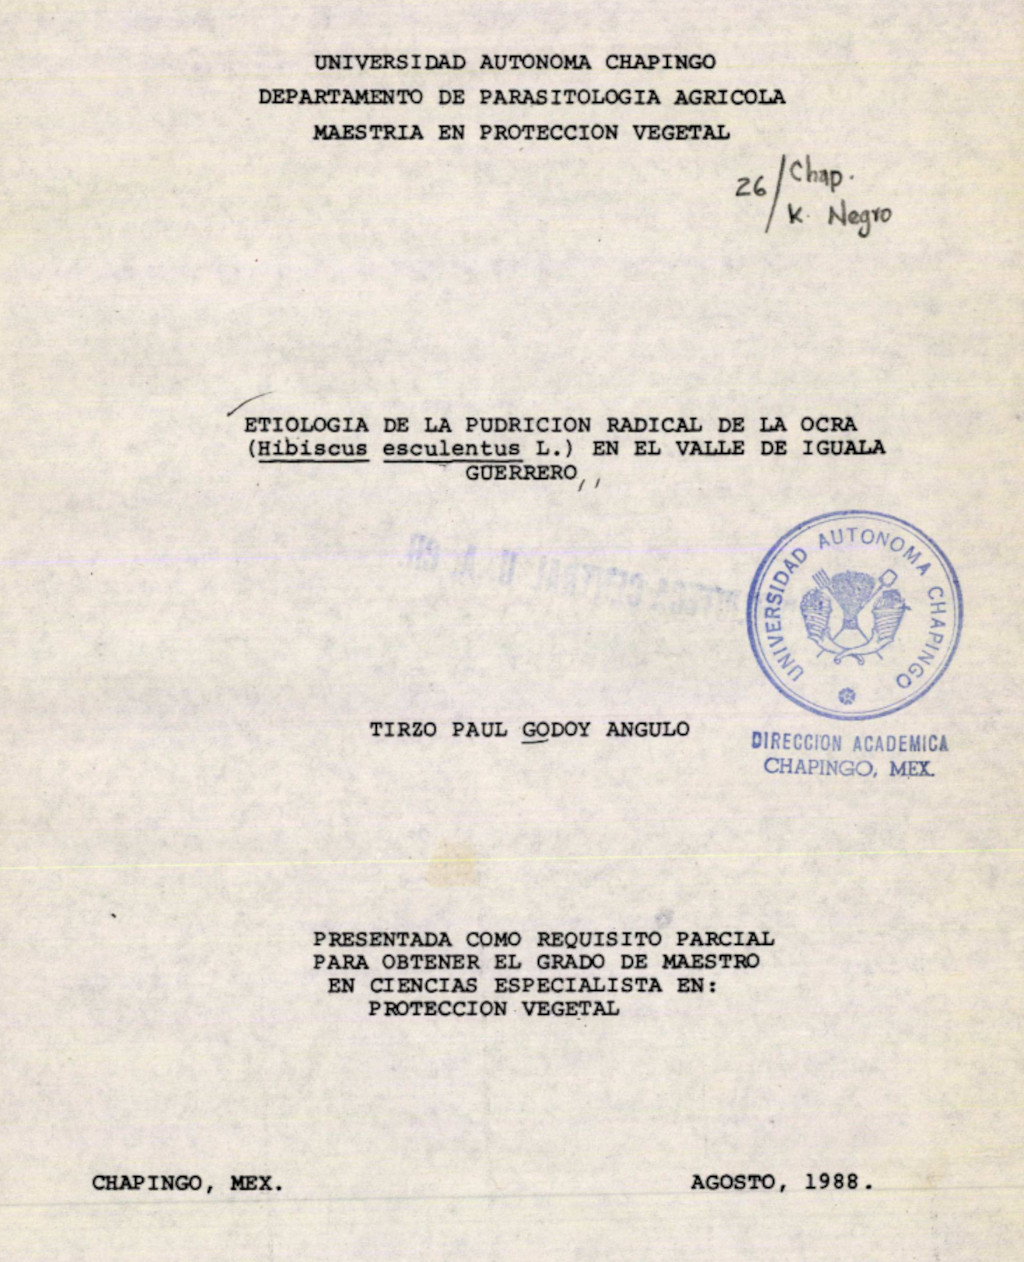 UNIVERSIDAD AUTONOMA CHAPINGO
DEPARTAMENTO DE PARASITOLOGIA AGRICOLA
MAESTRIA EN PROTECCION VEGETAL
26/Chap.
K. Negro
ETIOLOGIA DE LA PUDRICION RADICAL DE LA OCRA
(Hibiscus esculentus L.) EN EL VALLE DE IGUALA
GUERRERO,,
CENTRAL U. A. CH.
UNIVERSIDAD AUTONOMA CHAPINGO
TIRZO PAUL GODOY ANGULO
DIRECCION ACADEMICA
CHAPINGO, MEX.
PRESENTADA COMO REQUISITO PARCIAL
PARA OBTENER EL GRADO DE MAESTRO
EN CIENCIAS ESPECIALISTA EN:
PROTECCION VEGETAL
CHAPINGO, MEX.
AGOSTO, 1988.